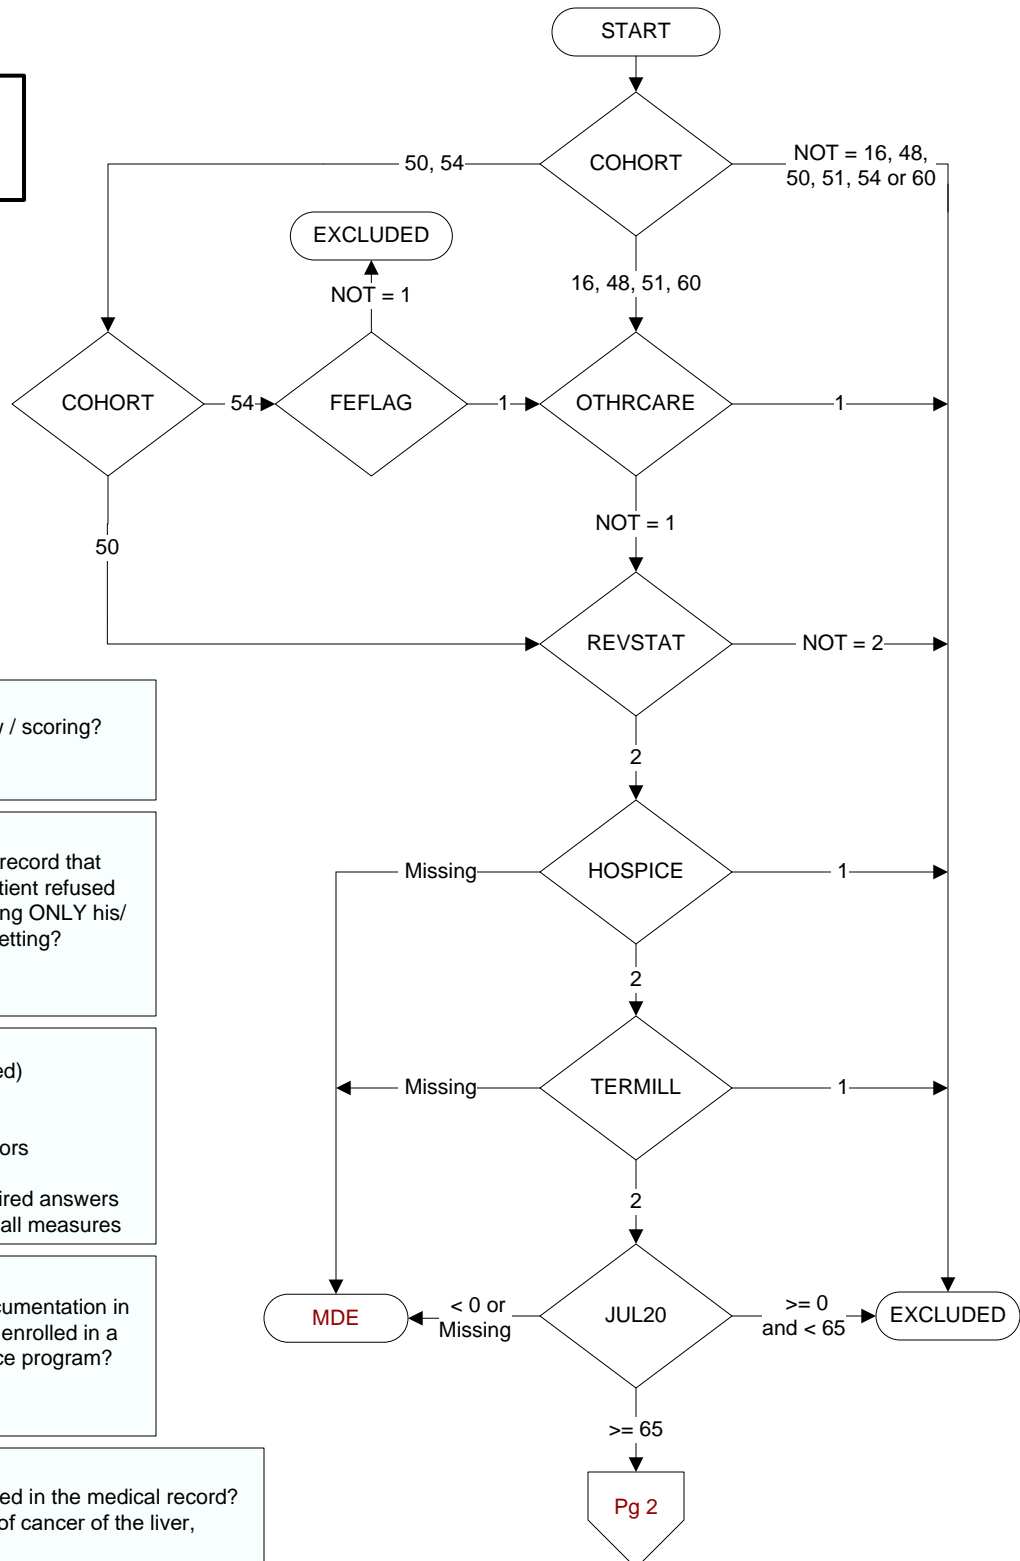 START
COHORT
50, 54
NOT = 16, 48,
50, 51, 54 or 60
EXCLUDED
NOT = 1
16, 48, 51, 60
COHORT
54
FEFLAG
1
OTHRCARE
1
NOT = 1
50
REVSTAT
NOT = 2
/ scoring?
2
record that
tient refused
ng ONLY his/
etting?
Missing
HOSPICE
1
2
ed)
ors
ired answers
all measures
Missing
TERMILL
1
2
cumentation in
enrolled in a
ce program?
MDE
< 0 or
Missing
JUL20
>= 0
and < 65
EXCLUDED
>= 65
ed in the medical record?
of cancer of the liver,
Pg 2